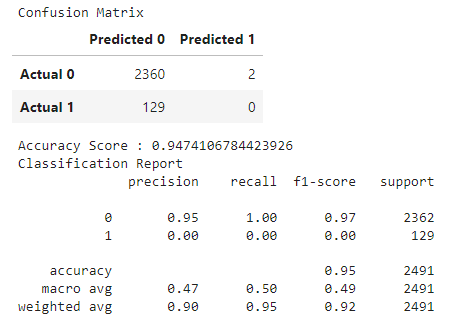 Confusion Matrix
Predicted 0 Predicted 1
Actual 0 2360 2
Actual 1 129 0
Accuracy Score : 0.9474106784423926
Classification Report
precision recall f1-score support
0 0.95 1.00 0.97 2362
1 0.00 0.00 0.00 129
accuracy 0.95 2491
macro avg 0.47 0.50 0.49 2491
weighted avg 0.90 0.95 0.92 2491